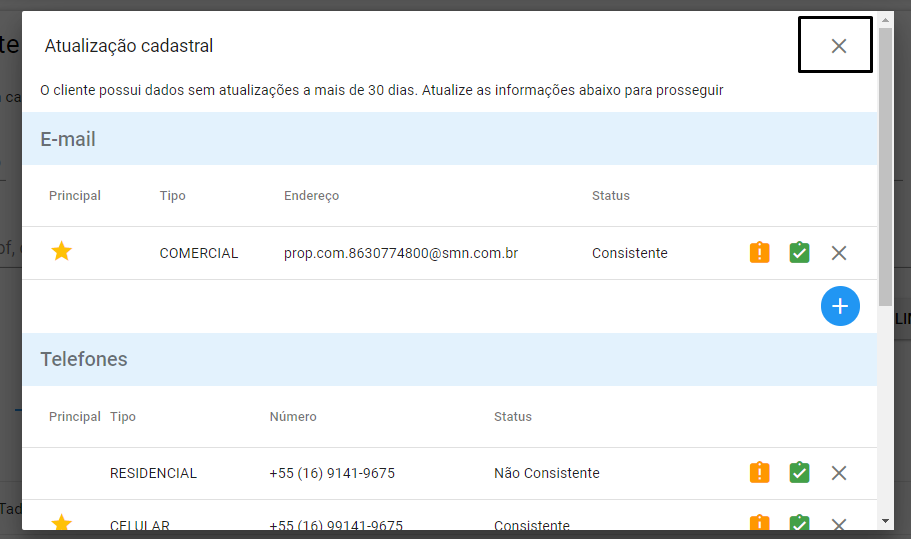 Atualização cadastral
O cliente possui dados sem atualizações a mais de 30 dias. Atualize as informações abaixo para prosseguir
E-mail
Principal Tipo Endereço Status
COMERCIAL prop.com.8630774800@smn.com.br Consistente
Telefones
Principal Tipo Número Status
RESIDENCIAL +55 (16) 9141-9675 Não Consistente
CELULAR +55 (16) 99141-9675 Consistente